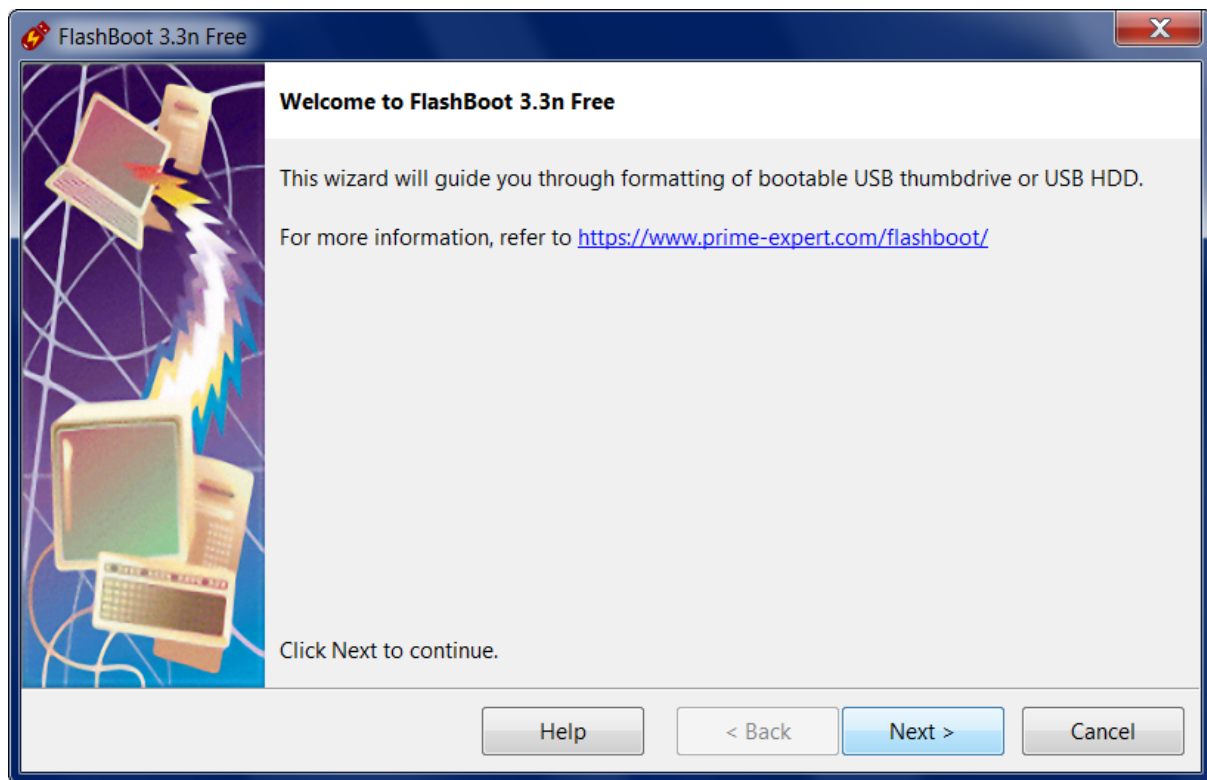 FlashBoot 3.3n Free
X
Welcome to FlashBoot 3.3n Free
This wizard will guide you through formatting of bootable USB thumbdrive or USB HDD.
For more information, refer to https://www.prime-expert.com/flashboot/
Click Next to continue.
Help
< Back
Next >
Cancel